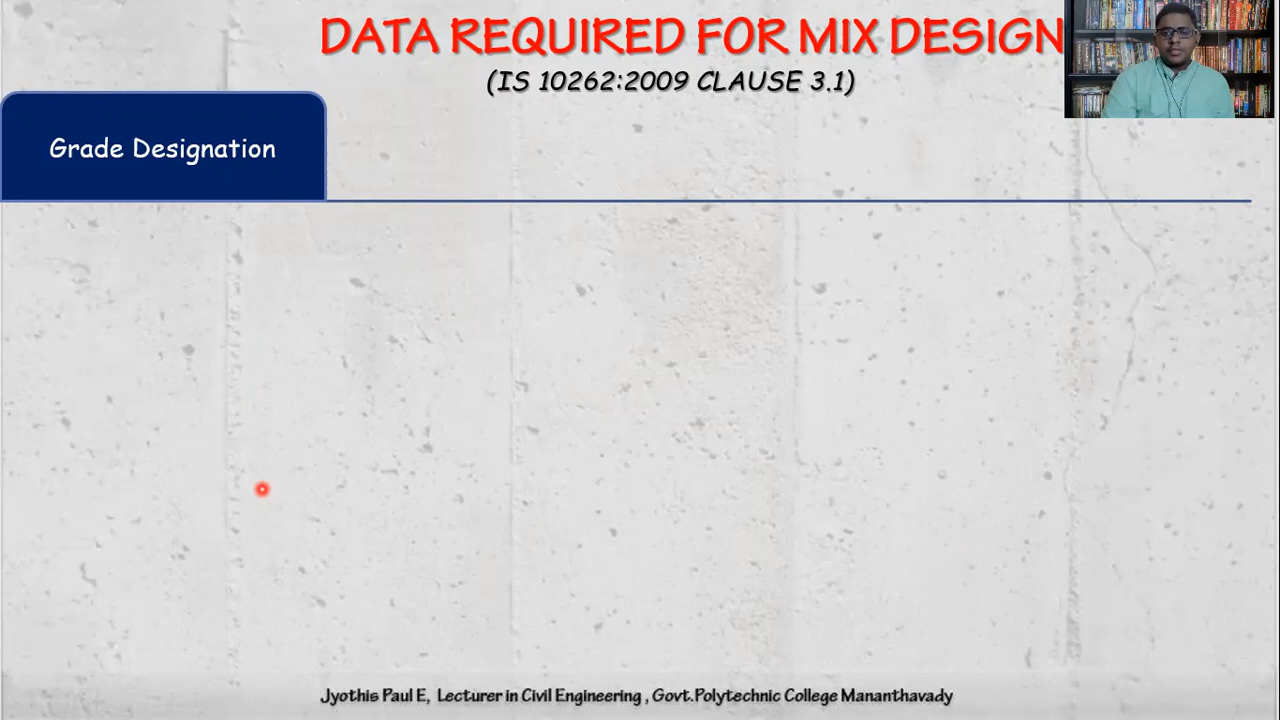 DATA REQUIRED FOR MIX DESIGN
(IS 10262:2009 CLAUSE 3.1)
Grade Designation
Jyothis Paul E, Lecturer in Civil Engineering , Govt.Polytechnic College Mananthavady